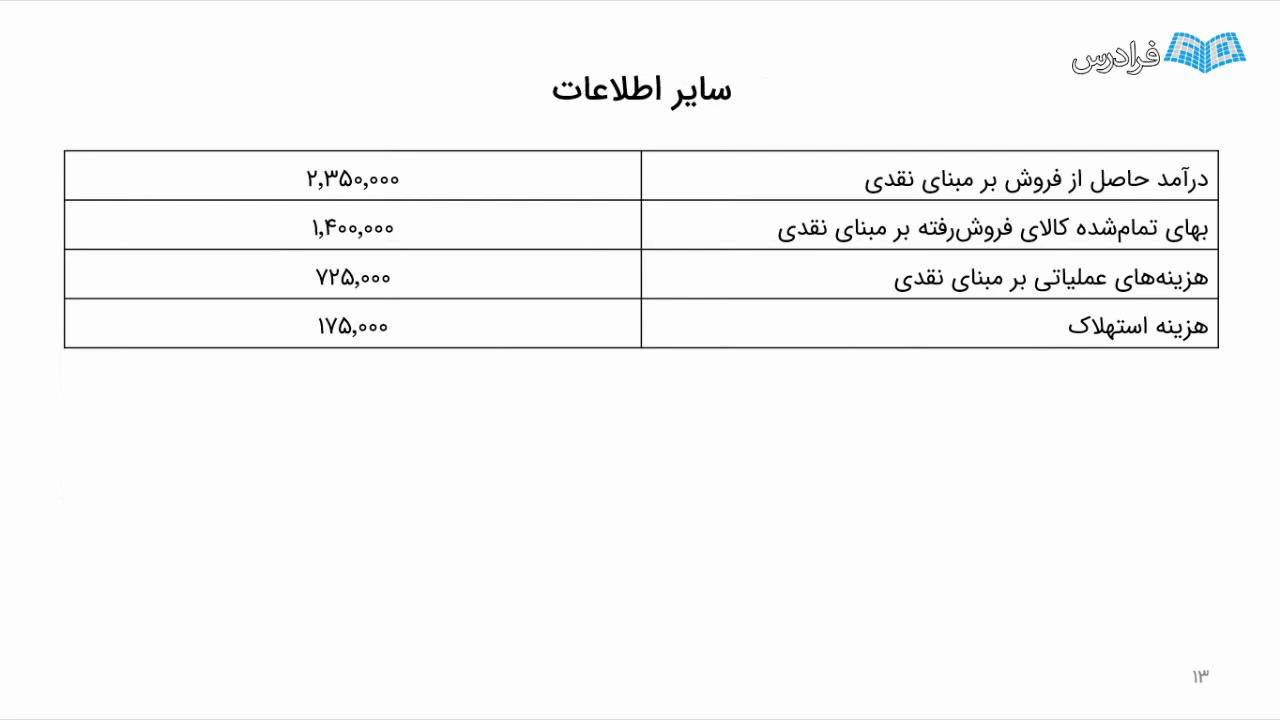 فرادرس
سایر اطلاعات
درآمد حاصل از فروش بر مبنای نقدی ۲,۳۵۰,۰۰۰
بهای تمام‌شده کالای فروش‌رفته بر مبنای نقدی ۱,۴۰۰,۰۰۰
هزینه‌های عملیاتی بر مبنای نقدی ۷۲۵,۰۰۰
هزینه استهلاک ۱۷۵,۰۰۰
۱۳